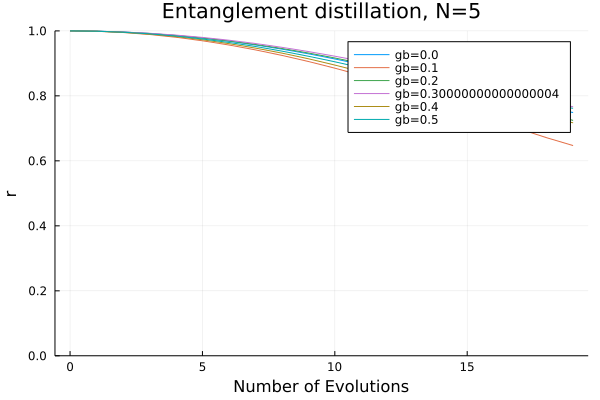 Entanglement distillation, N=5
1.0
0.8
0.6
0.4
0.2
0.0
r
gb=0.0
gb=0.1
gb=0.2
gb=0.30000000000000004
gb=0.4
gb=0.5
0 5 10 15
Number of Evolutions